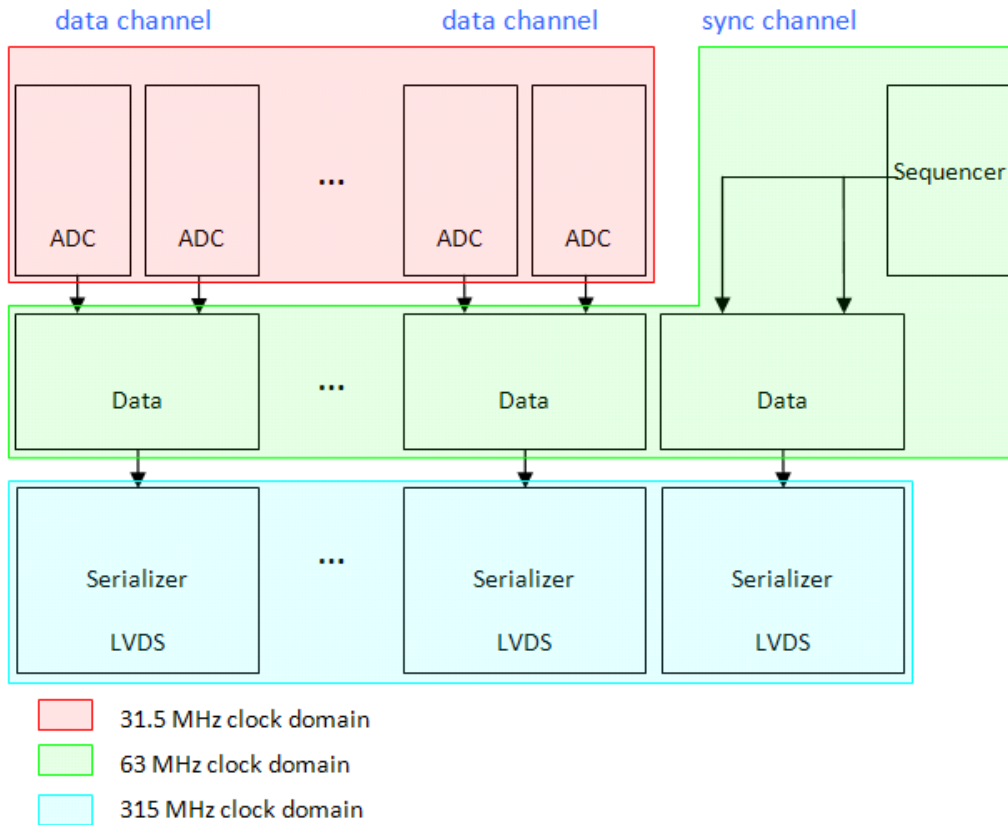 data channel
data channel
sync channel
Sequencer
...
ADC
ADC
ADC
ADC
...
Data
Data
Data
...
Serializer
Serializer
Serializer
LVDS
LVDS
LVDS
31.5 MHz clock domain
63 MHz clock domain
315 MHz clock domain